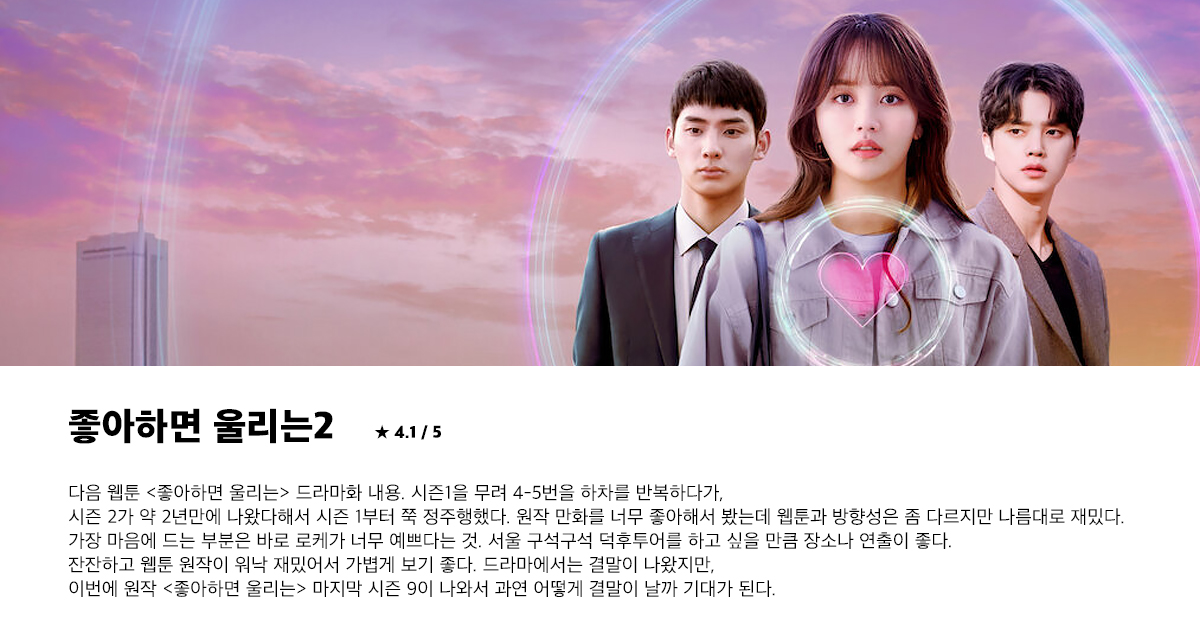 좋아하면 울리는2 ★ 4.1 / 5
다음 웹툰 <좋아하면 울리는> 드라마화 내용. 시즌1을 무려 4-5번을 하차를 반복하다가,
시즌 2가 약 2년만에 나왔다해서 시즌 1부터 쭉 정주행했다. 원작 만화를 너무 좋아해서 봤는데 웹툰과 방향성은 좀 다르지만 나름대로 재밌다.
가장 마음에 드는 부분은 바로 로케가 너무 예쁘다는 것. 서울 구석구석 덕후투어를 하고 싶을 만큼 장소나 연출이 좋다.
잔잔하고 웹툰 원작이 워낙 재밌어서 가볍게 보기 좋다. 드라마에서는 결말이 나왔지만,
이번에 원작 <좋아하면 울리는> 마지막 시즌 9이 나와서 과연 어떻게 결말이 날까 기대가 된다.